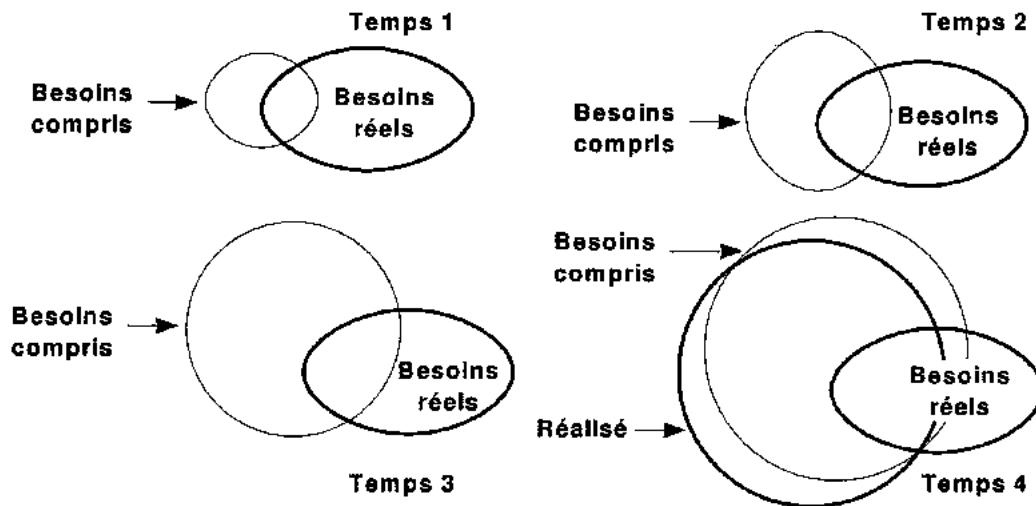 Temps 1
Besoins
compris
Besoins
réels
Temps 2
Besoins
compris
Besoins
réels
Besoins
compris
Besoins
réels
Temps 3
Besoins
compris
Besoins
réels
Réalisé
Temps 4